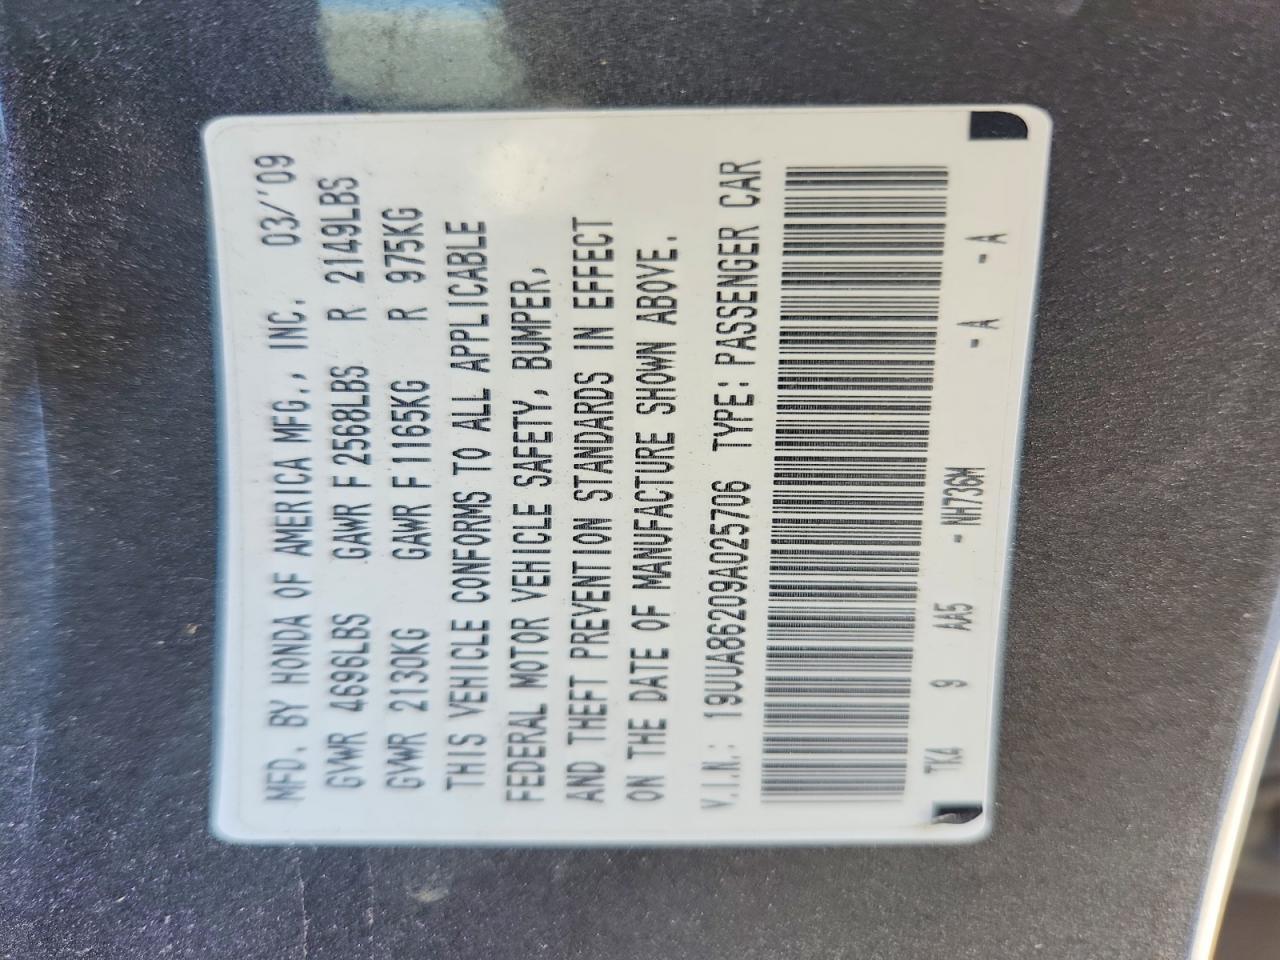 MFD. BY HONDA OF AMERICA MFG., INC. 03/'09
GVWR 4696LBS GAWR F 2568LBS R 2149LBS
GVWR 2130KG GAWR F 1165KG R 975KG
THIS VEHICLE CONFORMS TO ALL APPLICABLE
FEDERAL MOTOR VEHICLE SAFETY, BUMPER,
AND THEFT PREVENTION STANDARDS IN EFFECT
ON THE DATE OF MANUFACTURE SHOWN ABOVE.
V.I.N.: 19UUA86209A025706 TYPE: PASSENGER CAR
TK4 9 AA5 -NH736M -A -A